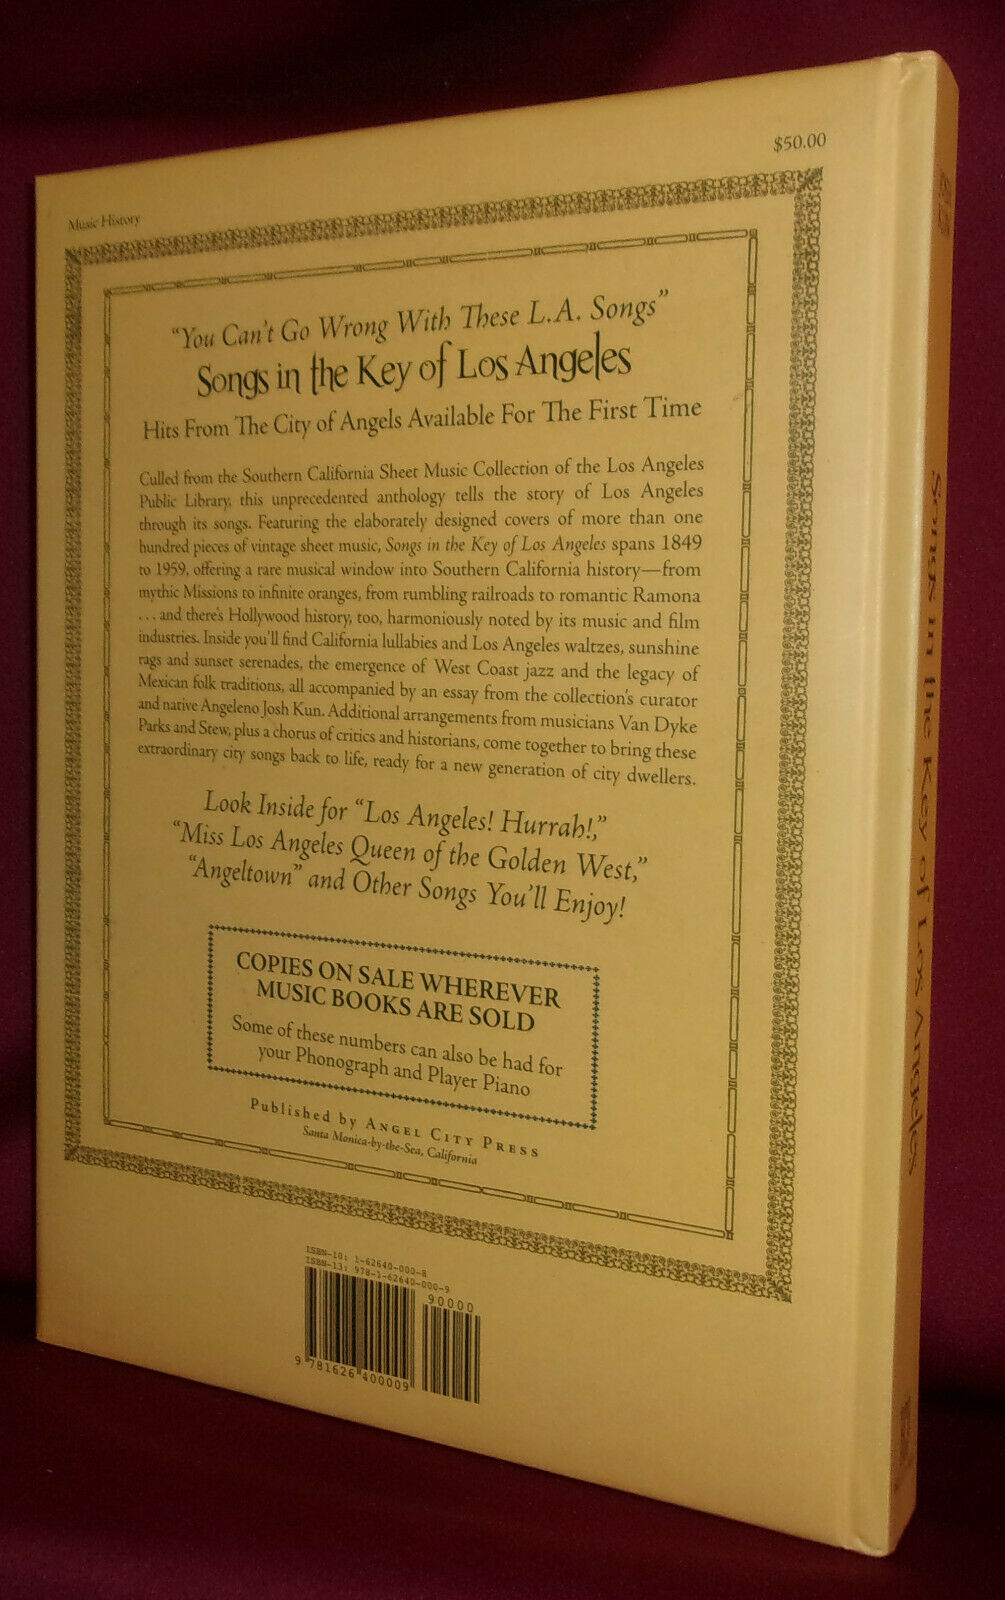 $50.00
Music History
“You Can't Go Wrong With These L.A. Songs”
Songs in the Key of Los Angeles
Hits From The City of Angels Available For The First Time
Culled from the Southern California Sheet Music Collection of the Los Angeles
Public Library, this unprecedented anthology tells the story of Los Angeles
through its songs. Featuring the elaborately designed covers of more than one
hundred pieces of vintage sheet music, Songs in the Key of Los Angeles spans 1849
to 1959, offering a rare musical window into Southern California history—from
mythic Missions to infinite oranges, from rumbling railroads to romantic Ramona
. . . and there's Hollywood history, too, harmoniously noted by its music and film
industries. Inside you'll find California lullabies and Los Angeles waltzes, sunshine
rags and sunset serenades, the emergence of West Coast jazz and the legacy of
Mexican folk traditions, all accompanied by an essay from the collection's curator
and native Angeleno Josh Kun. Additional arrangements from musicians Van Dyke
Parks and Stew, plus a chorus of critics and historians, come together to bring these
extraordinary city songs back to life, ready for a new generation of city dwellers.
Look Inside for “Los Angeles! Hurrah!,”
“Miss Los Angeles Queen of the Golden West,”
“Angeltown” and Other Songs You'll Enjoy!
COPIES ON SALE WHEREVER
MUSIC BOOKS ARE SOLD
Some of these numbers can also be had for
your Phonograph and Player Piano
Published by ANGEL CITY PRESS
Santa Monica-by-the-Sea, California
ISBN-10: 1-62640-000-8
ISBN-13: 978-1-62640-000-9
90000
9 781626 400009
Songs in the Key of Los Angeles